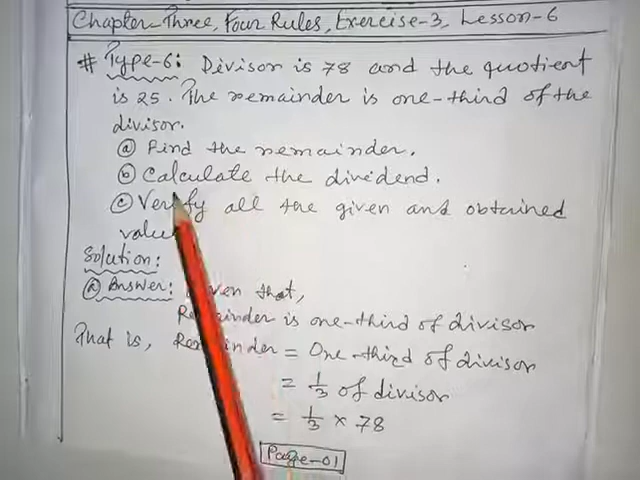 Chapter-Three, Four Rules, Exercise-3, Lesson-6
# Type-6: Divisor is 78 and the quotient
is 25. The remainder is one-third of the
divisor.
ⓐ Find the remainder.
ⓑ Calculate the dividend.
ⓒ Verify all the given and obtained
Solution:
ⓐ Answer: that,
is one-third of divisor
That is, = One-third of divisor
= 1/3 of divisor
= 1/3 × 78
Page-01